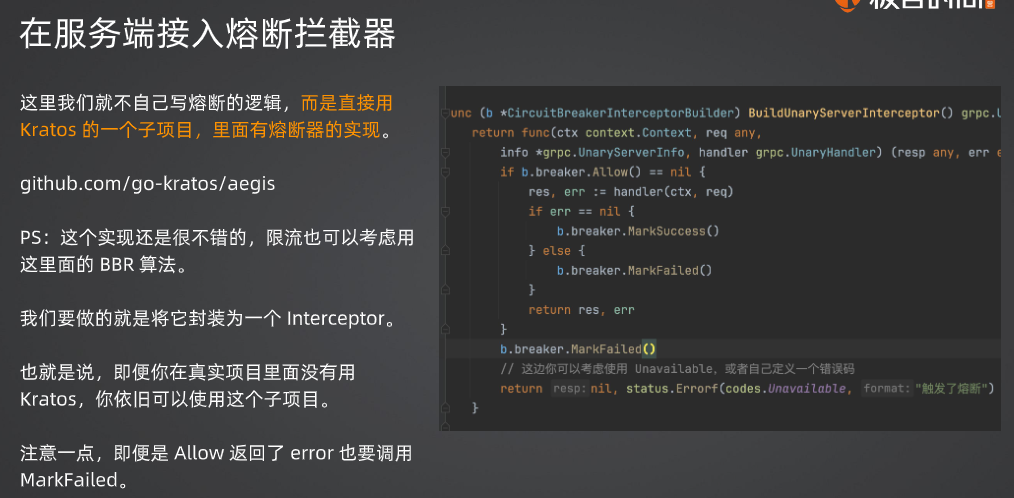 在服务端接入熔断拦截器
这里我们就不自己写熔断的逻辑，而是直接用
Kratos 的一个子项目，里面有熔断器的实现。
github.com/go-kratos/aegis
PS：这个实现还是很不错的，限流也可以考虑用
这里面的 BBR 算法。
我们要做的就是将它封装为一个 Interceptor。
也就是说，即便你在真实项目里面没有用
Kratos，你依旧可以使用这个子项目。
注意一点，即便是 Allow 返回了 error 也要调用
MarkFailed。
unc (b *CircuitBreakerInterceptorBuilder) BuildUnaryServerInterceptor() grpc.U
return func(ctx context.Context, req any,
info *grpc.UnaryServerInfo, handler grpc.UnaryHandler) (resp any, err e
if b.breaker.Allow() == nil {
res, err := handler(ctx, req)
if err == nil {
b.breaker.MarkSuccess()
} else {
b.breaker.MarkFailed()
}
return res, err
}
b.breaker.MarkFailed()
// 这边你可以考虑使用 Unavailable，或者自己定义一个错误码
return resp: nil, status.Errorf(codes.Unavailable, format: "触发了熔断")
}